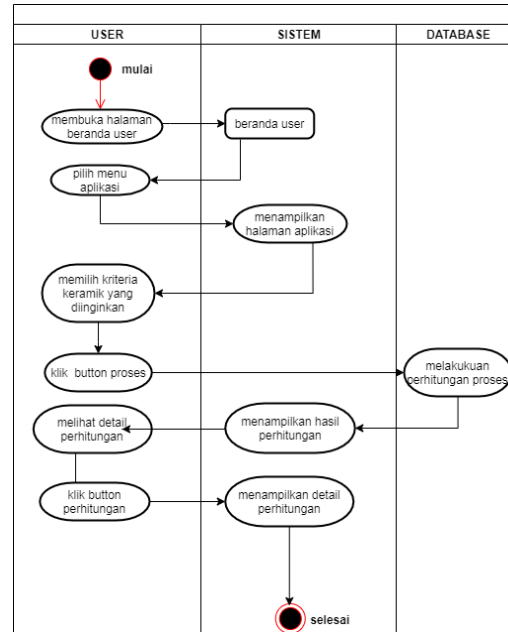 USER
SISTEM
DATABASE
mulai
membuka halaman
beranda user
beranda user
pilih menu
aplikasi
menampilkan
halaman aplikasi
memilih kriteria
keramik yang
diinginkan
klik button proses
melakukuan
perhitungan proses
menampilkan hasil
perhitungan
melihat detail
perhitungan
klik button
perhitungan
menampilkan detail
perhitungan
selesai